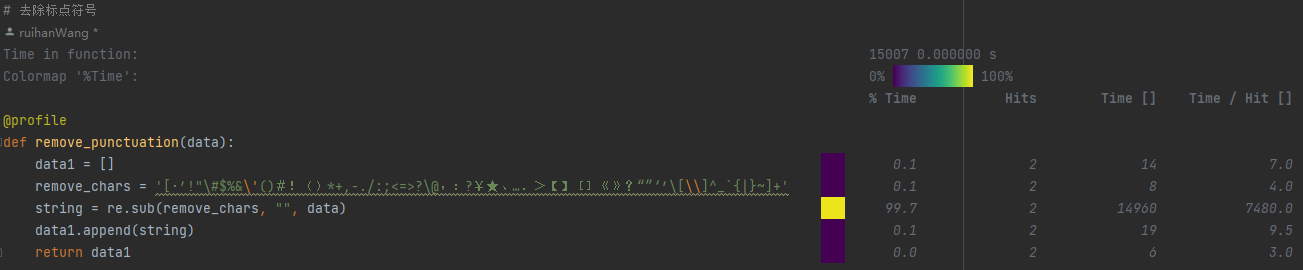 # 去除标点符号
ruihanWang *
Time in function: 15007 0.000000 s
Colormap '%Time': 0% 100%
% Time Hits Time [] Time / Hit []
@profile
def remove_punctuation(data):
data1 = [] 0.1 2 14 7.0
remove_chars = '[·’!"\#$%&\'()＃！（）*+,-./:;<=>?\@，：?￥★、….＞【】［］《》？“”‘’\[\\]^_`{|}~]+' 0.1 2 8 4.0
string = re.sub(remove_chars, "", data) 99.7 2 14960 7480.0
data1.append(string) 0.1 2 19 9.5
return data1 0.0 2 6 3.0